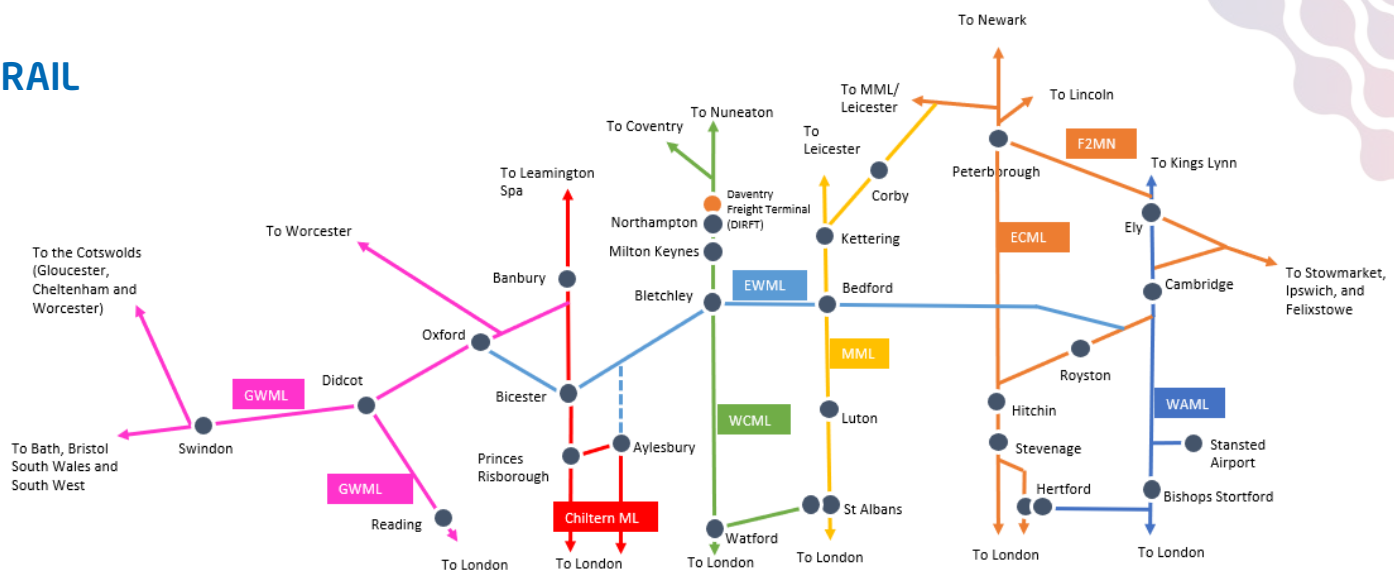 RAIL
To Newark
To MML/
Leicester
To Lincoln
To Nuneaton
To Coventry
To
Leicester
F2MN
Peterborough
To Kings Lynn
To Leamington
Spa
Corby
Daventry
Freight Terminal
(DIRFT)
Northampton
Ely
To Worcester
Kettering
ECML
To the Cotswolds
(Gloucester,
Cheltenham and
Worcester)
Milton Keynes
Banbury
Bletchley
EWML
Bedford
Cambridge
To Stowmarket,
Ipswich, and
Felixstowe
Oxford
MML
Royston
Didcot
GWML
Bicester
WCML
Luton
Hitchin
WAML
Swindon
To Bath, Bristol
South Wales and
South West
Princes
Risborough
Aylesbury
Stevenage
Stansted
Airport
GWML
Hertford
Bishops Stortford
Reading
Chiltern ML
St Albans
Watford
To London
To London
To London
To London
To London
To London